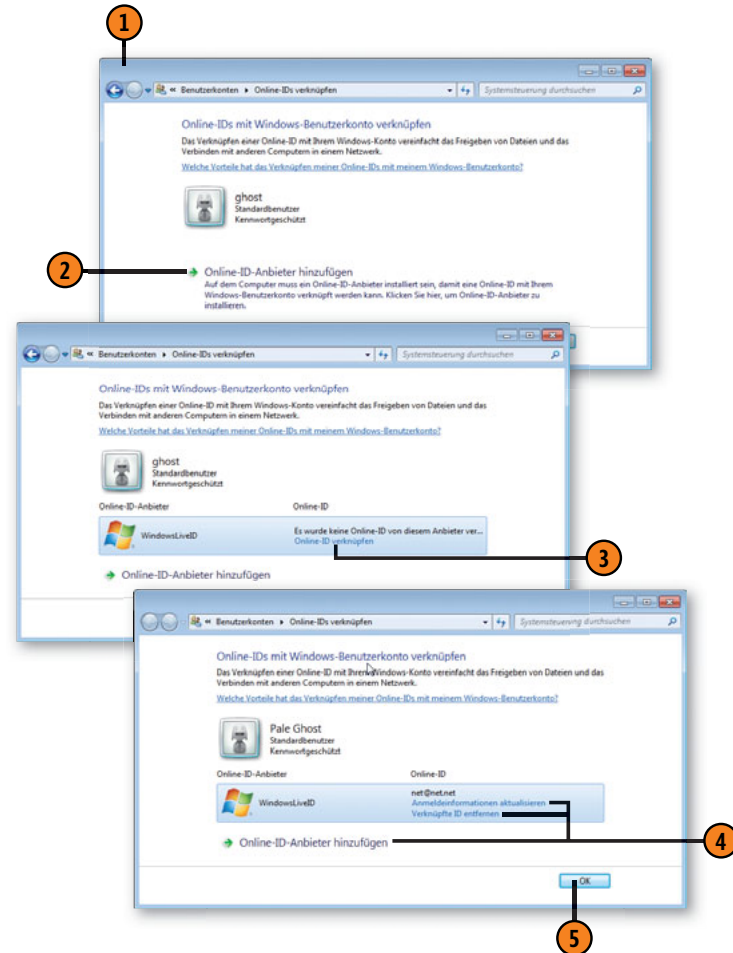 1
« Benutzerkonten ▸ Online-IDs verknüpfen
Systemsteuerung durchsuchen
Online-IDs mit Windows-Benutzerkonto verknüpfen
Das Verknüpfen einer Online-ID mit Ihrem Windows-Konto vereinfacht das Freigeben von Dateien und das
Verbinden mit anderen Computern in einem Netzwerk.
Welche Vorteile hat das Verknüpfen meiner Online-IDs mit meinem Windows-Benutzerkonto?
ghost
Standardbenutzer
Kennwortgeschützt
2
Online-ID-Anbieter hinzufügen
Auf dem Computer muss ein Online-ID-Anbieter installiert sein, damit eine Online-ID mit Ihrem
Windows-Benutzerkonto verknüpft werden kann. Klicken Sie hier, um Online-ID-Anbieter zu
installieren.
« Benutzerkonten ▸ Online-IDs verknüpfen
Systemsteuerung durchsuchen
Online-IDs mit Windows-Benutzerkonto verknüpfen
Das Verknüpfen einer Online-ID mit Ihrem Windows-Konto vereinfacht das Freigeben von Dateien und das
Verbinden mit anderen Computern in einem Netzwerk.
Welche Vorteile hat das Verknüpfen meiner Online-IDs mit meinem Windows-Benutzerkonto?
ghost
Standardbenutzer
Kennwortgeschützt
Online-ID-Anbieter Online-ID
WindowsLiveID Es wurde keine Online-ID von diesem Anbieter ver...
Online-ID verknüpfen
3
Online-ID-Anbieter hinzufügen
« Benutzerkonten ▸ Online-IDs verknüpfen
Systemsteuerung durchsuchen
Online-IDs mit Windows-Benutzerkonto verknüpfen
Das Verknüpfen einer Online-ID mit Ihrem Windows-Konto vereinfacht das Freigeben von Dateien und das
Verbinden mit anderen Computern in einem Netzwerk.
Welche Vorteile hat das Verknüpfen meiner Online-IDs mit meinem Windows-Benutzerkonto?
Pale Ghost
Standardbenutzer
Kennwortgeschützt
Online-ID-Anbieter Online-ID
WindowsLiveID net@net.net
Anmeldeinformationen aktualisieren
Verknüpfte ID entfernen
Online-ID-Anbieter hinzufügen
4
OK
5